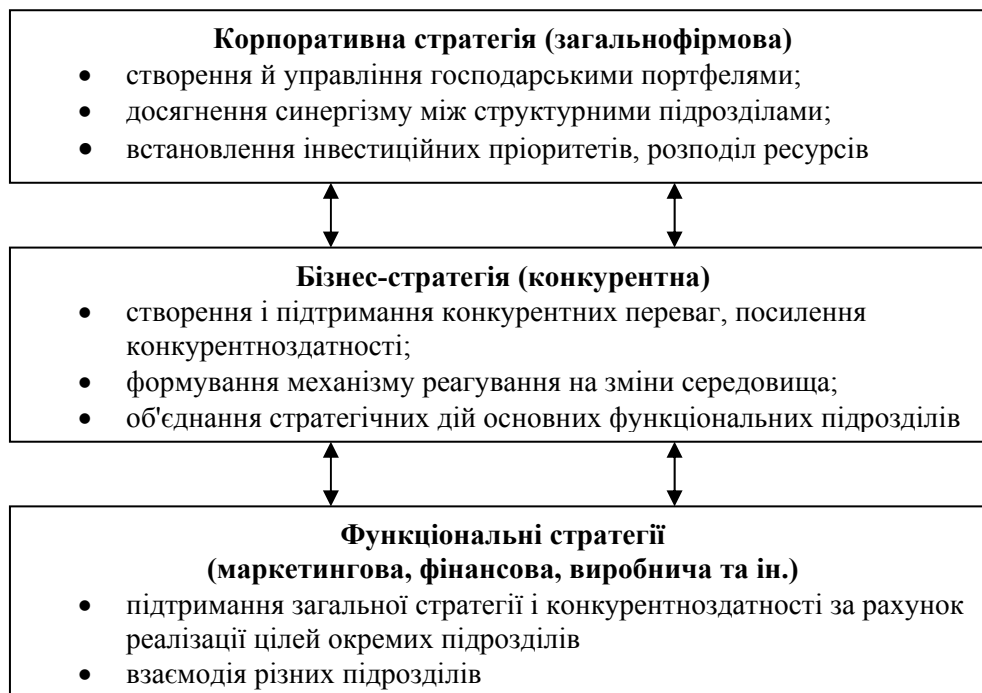 Корпоративна стратегія (загальнофірмова)
• створення й управління господарськими портфелями;
• досягнення синергізму між структурними підрозділами;
• встановлення інвестиційних пріоритетів, розподіл ресурсів
Бізнес-стратегія (конкурентна)
• створення і підтримання конкурентних переваг, посилення
конкурентноздатності;
• формування механізму реагування на зміни середовища;
• об'єднання стратегічних дій основних функціональних підрозділів
Функціональні стратегії
(маркетингова, фінансова, виробнича та ін.)
• підтримання загальної стратегії і конкурентноздатності за рахунок
реалізації цілей окремих підрозділів
• взаємодія різних підрозділів